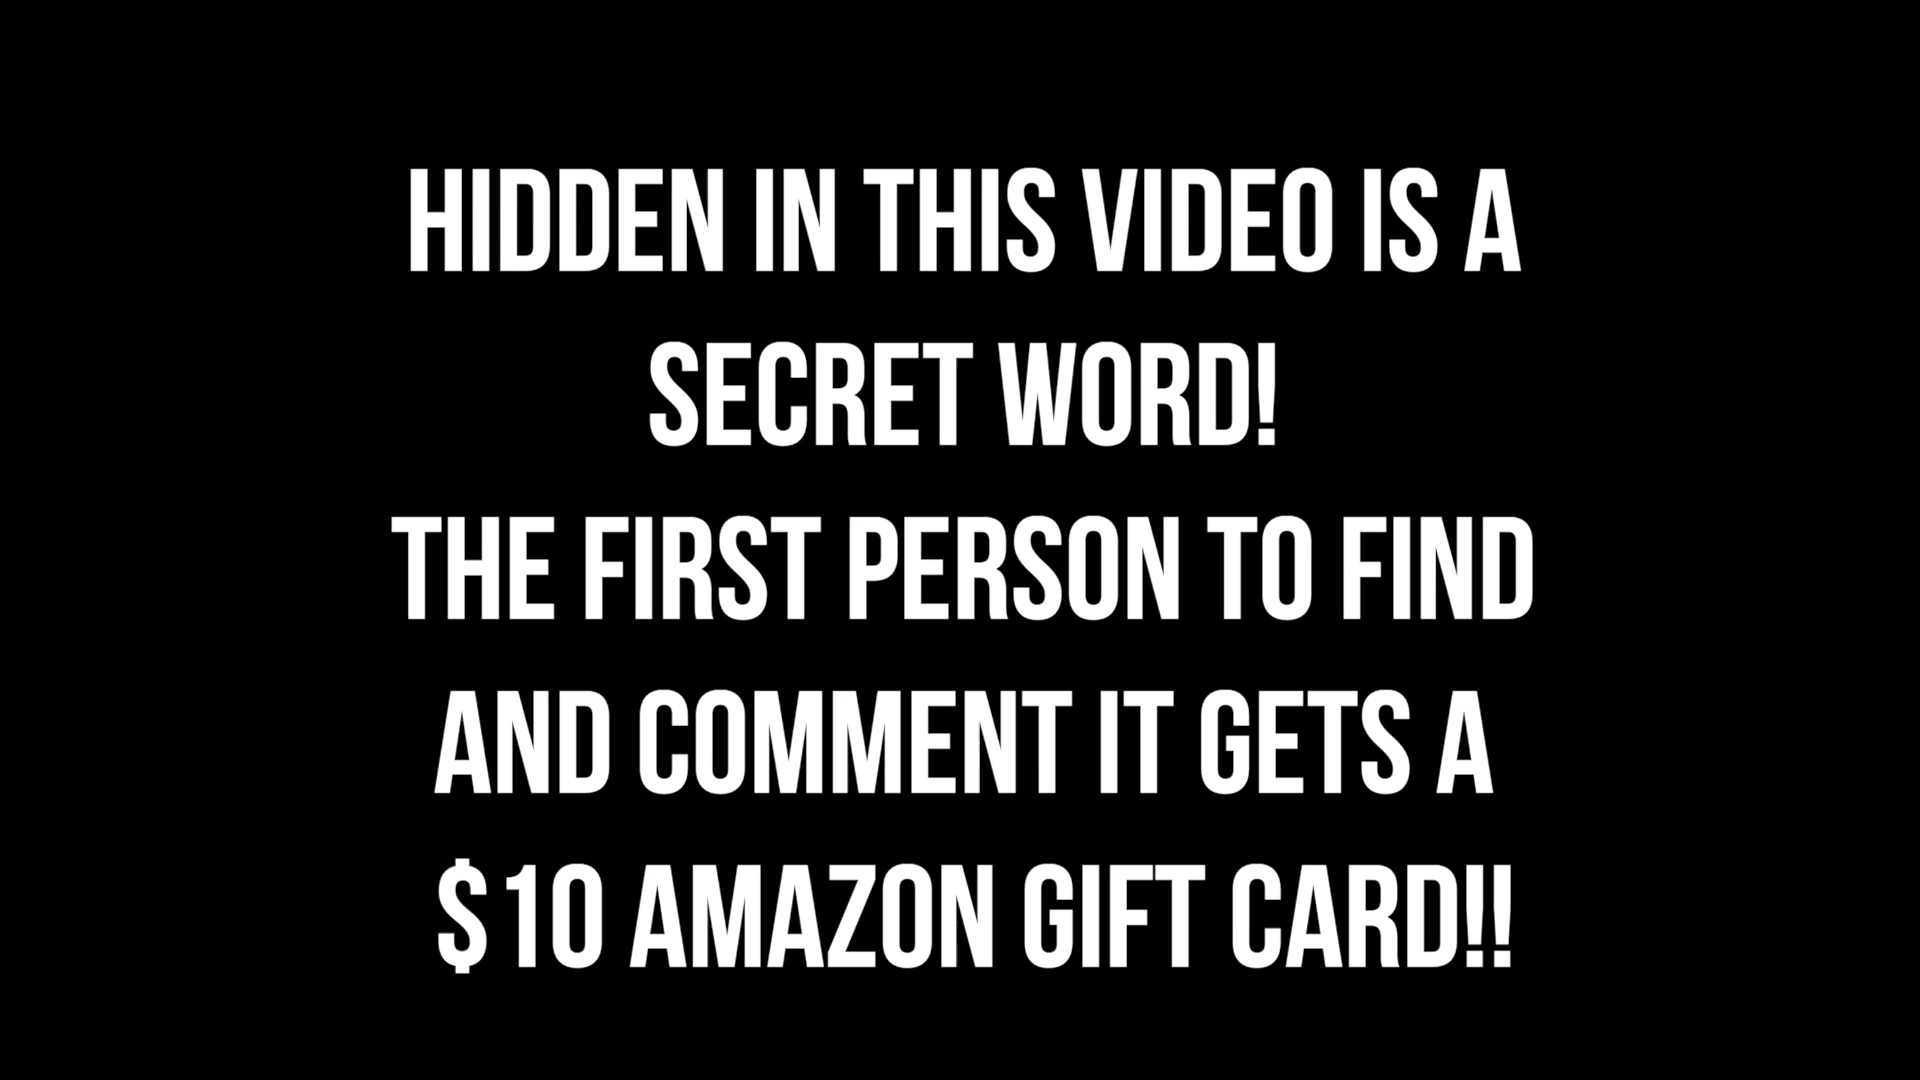 HIDDEN IN THIS VIDEO IS A
SECRET WORD!
THE FIRST PERSON TO FIND
AND COMMENT IT GETS A
$10 AMAZON GIFT CARD!!